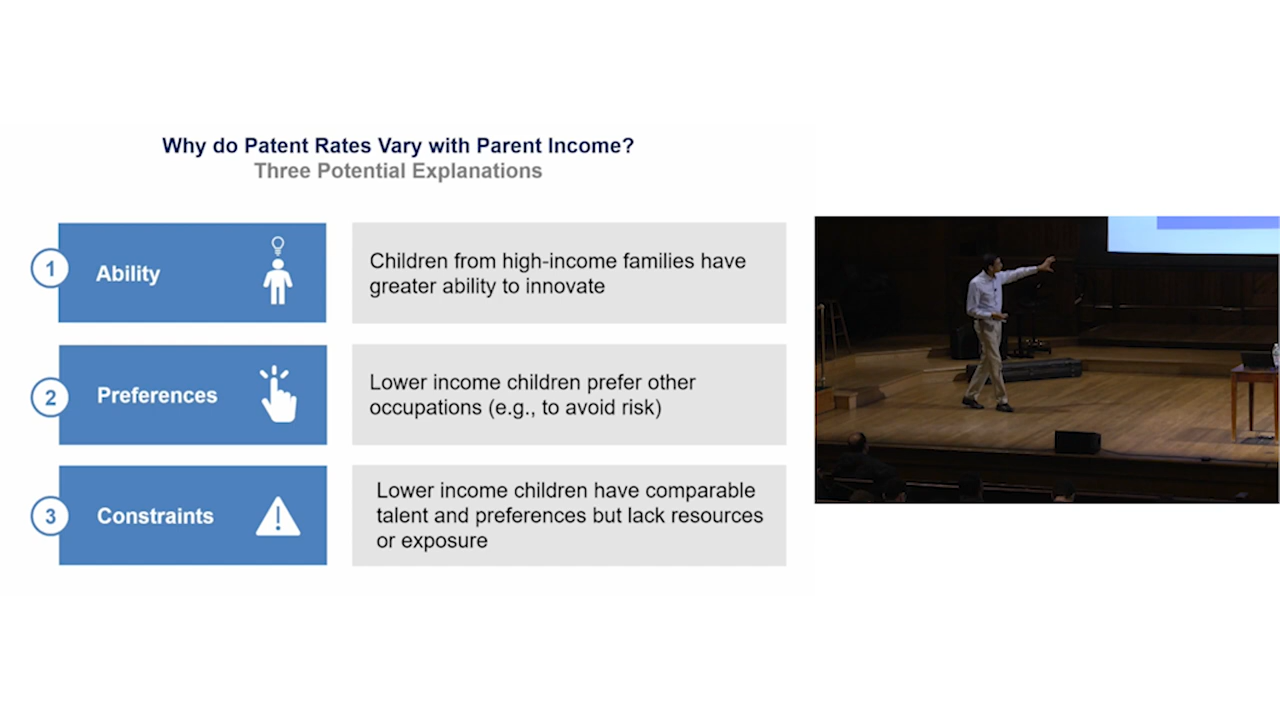 Why do Patent Rates Vary with Parent Income?
Three Potential Explanations
1
Ability
Children from high-income families have
greater ability to innovate
2
Preferences
Lower income children prefer other
occupations (e.g., to avoid risk)
3
Constraints
Lower income children have comparable
talent and preferences but lack resources
or exposure